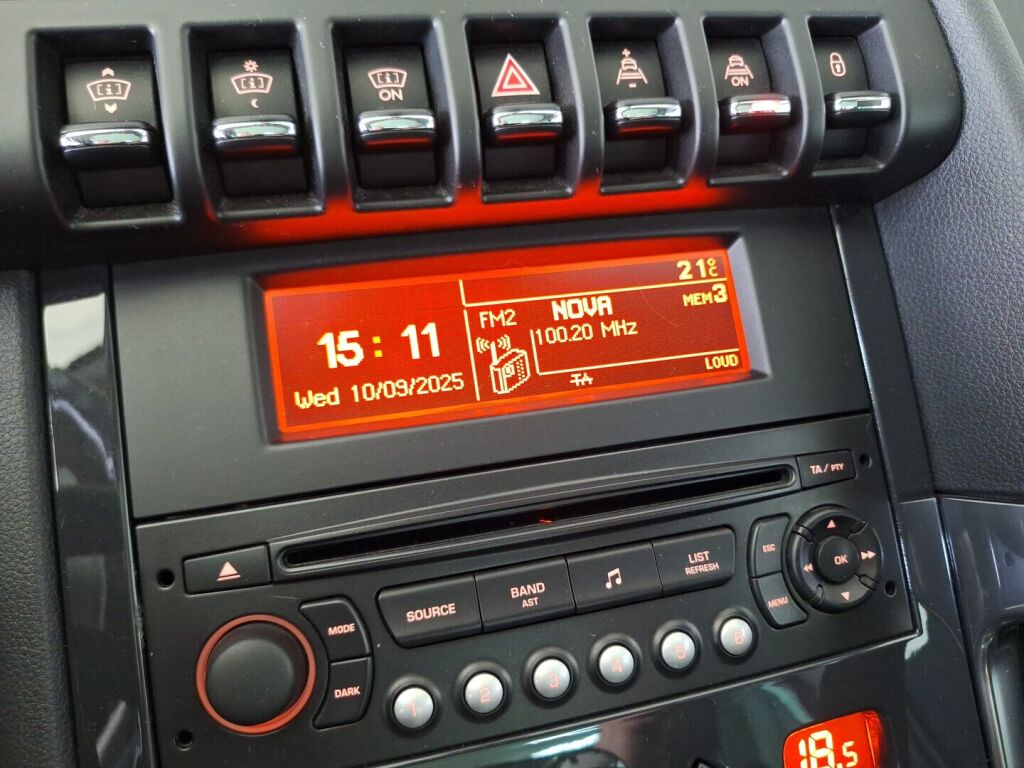 ON
ON
21°C
15:11
Wed 10/09/2025
FM2
NOVA
MEM3
100.20 MHz
LOUD
TA
TA/PTY
SOURCE
BAND
AST
LIST
REFRESH
ESC
MENU
OK
MODE
DARK
1
2
3
4
5
6
18.5